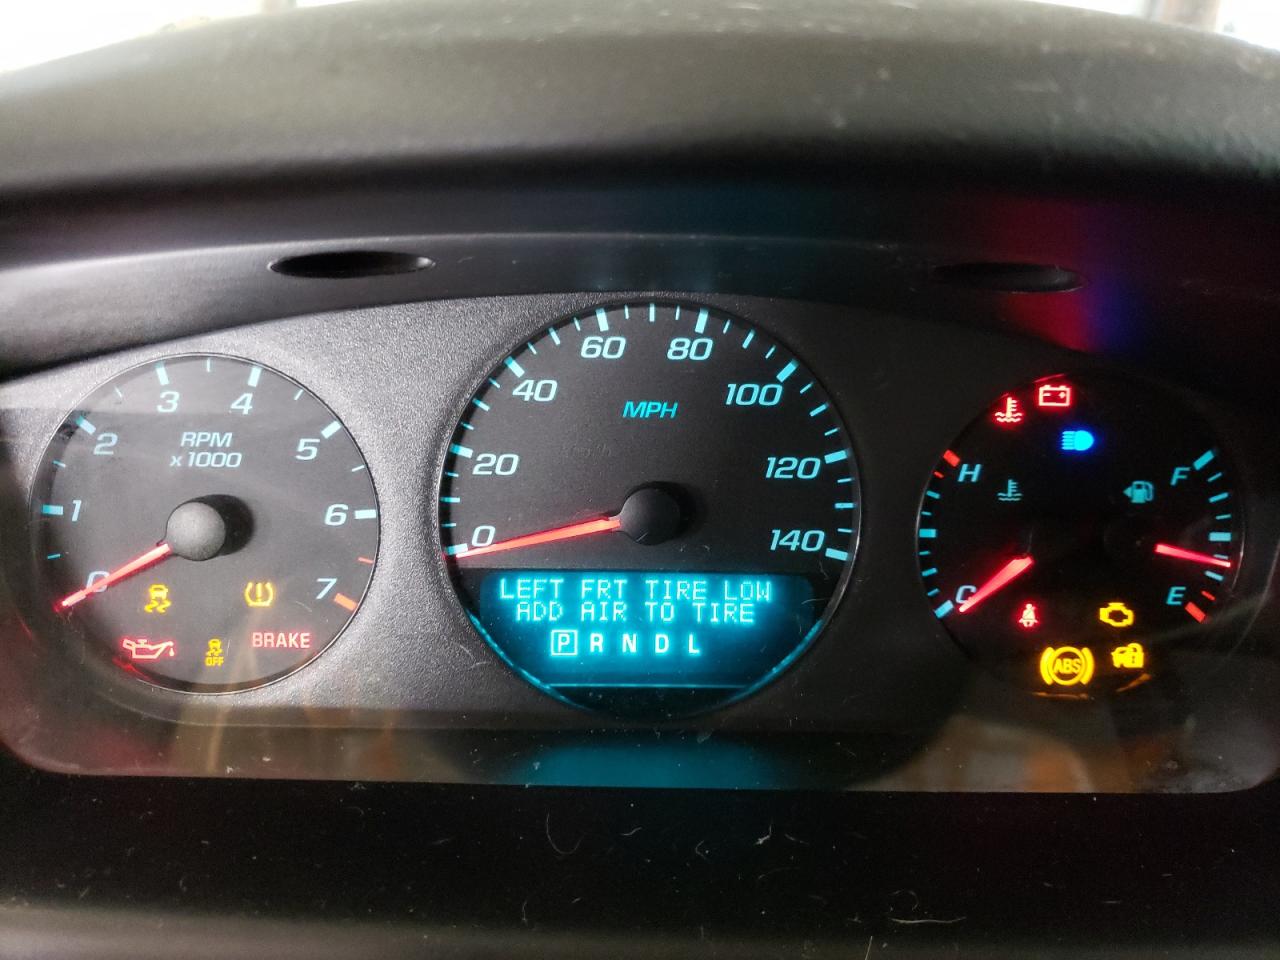 0 1 2 3 4 5 6 7
RPM
x1000
BRAKE
OFF
0 20 40 60 80 100 120 140
MPH
LEFT FRT TIRE LOW
ADD AIR TO TIRE
P R N D L
H
C
F
E
ABS